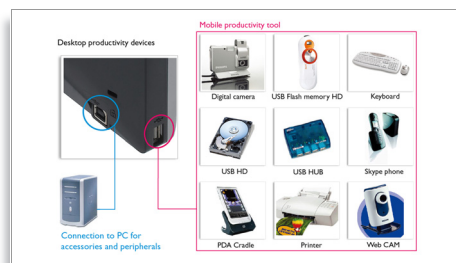 Mobile productivity tool
Desktop productivity devices
Digital camera
USB Flash memory HD
Keyboard
USB HD
USB HUB
Skype phone
Connection to PC for
accessories and peripherals
PDA Cradle
Printer
Web CAM